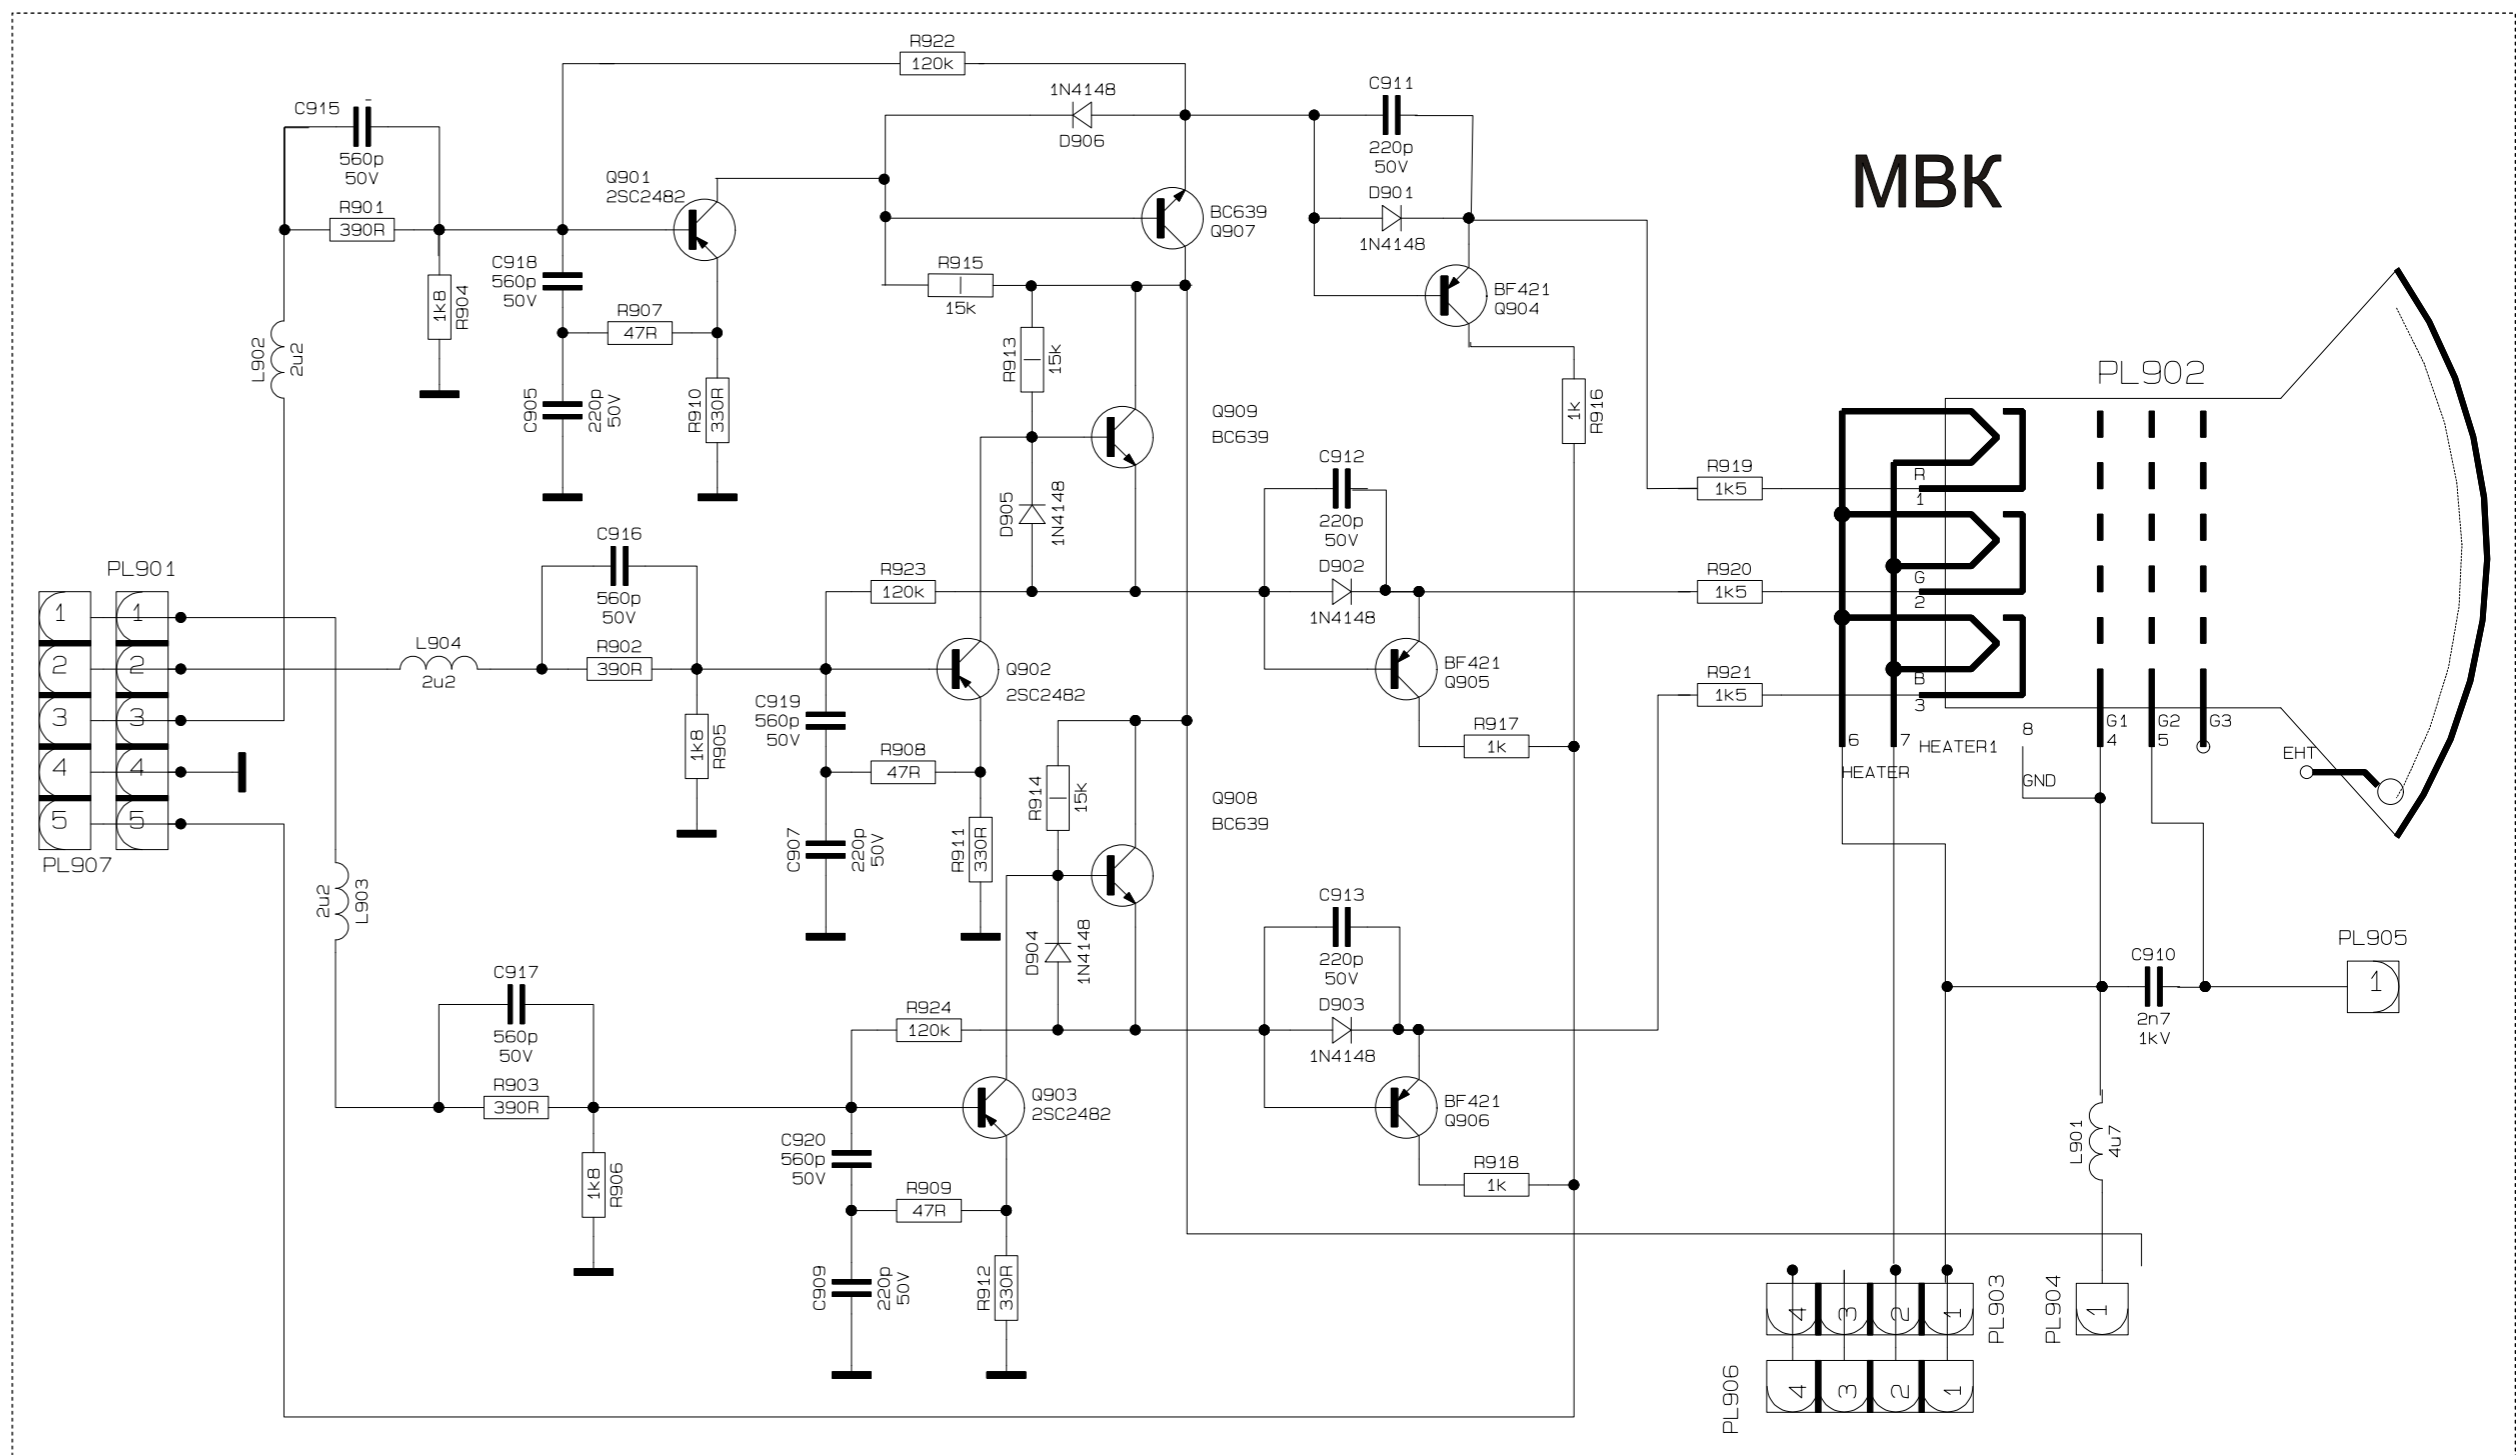 R922
120k
C915
560p
50V
1N4148
D906
C911
220p
50V
МВК
Q901
2SC2482
R901
390R
D901
1N4148
BC639
Q907
C918
560p
50V
1k8
R904
R915
15k
BF421
Q904
L902
2u2
R907
47R
R913
15k
PL902
C905
220p
50V
R910
330R
1k
R916
Q909
BC639
C912
220p
50V
R919
1k5
R
1
D905
1N4148
C916
560p
50V
PL901
R923
120k
D902
1N4148
R920
1k5
G
2
1
1
2
2
3
3
4
4
5
5
PL907
L904
2u2
R902
390R
Q902
2SC2482
BF421
Q905
R921
1k5
B
3
C919
560p
50V
1k8
R905
R917
1k
6
HEATER
7
HEATER1
8
GND
G1
4
G2
5
G3
EHT
R908
47R
R914
15k
Q908
BC639
C907
220p
50V
R911
330R
2u2
L903
C913
220p
50V
D904
1N4148
C917
560p
50V
R924
120k
D903
1N4148
C910
2n7
1kV
PL905
1
R903
390R
Q903
2SC2482
BF421
Q906
C920
560p
50V
1k8
R906
L901
4u7
R918
1k
R909
47R
C909
220p
50V
R912
330R
4
3
2
1
PL903
PL904
1
PL906
4
3
2
1